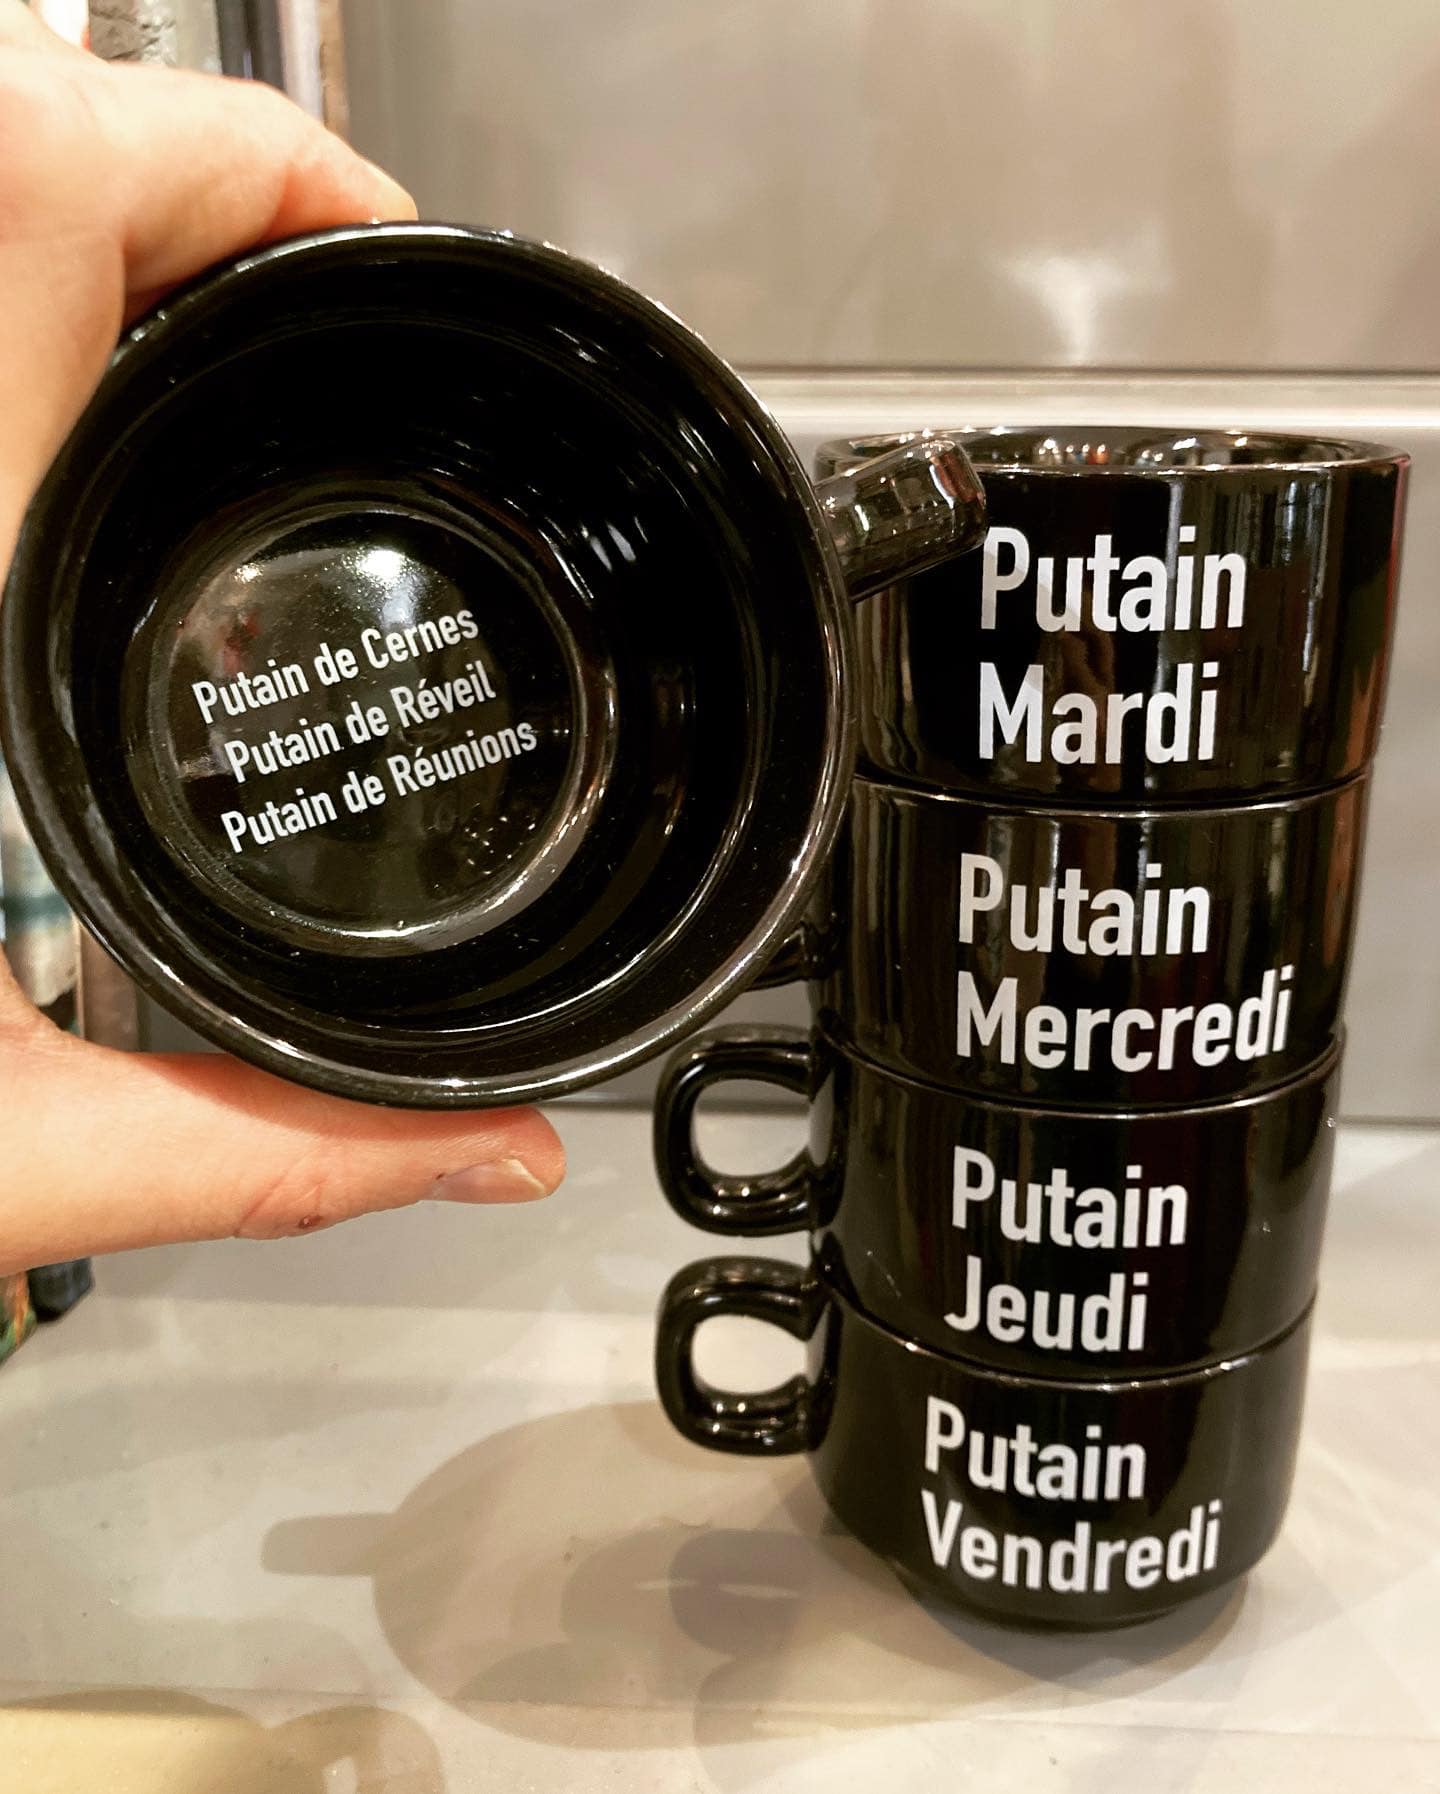 Putain de Cernes
Putain de Réveil
Putain de Réunions
Putain
Mardi
Putain
Mercredi
Putain
Jeudi
Putain
Vendredi